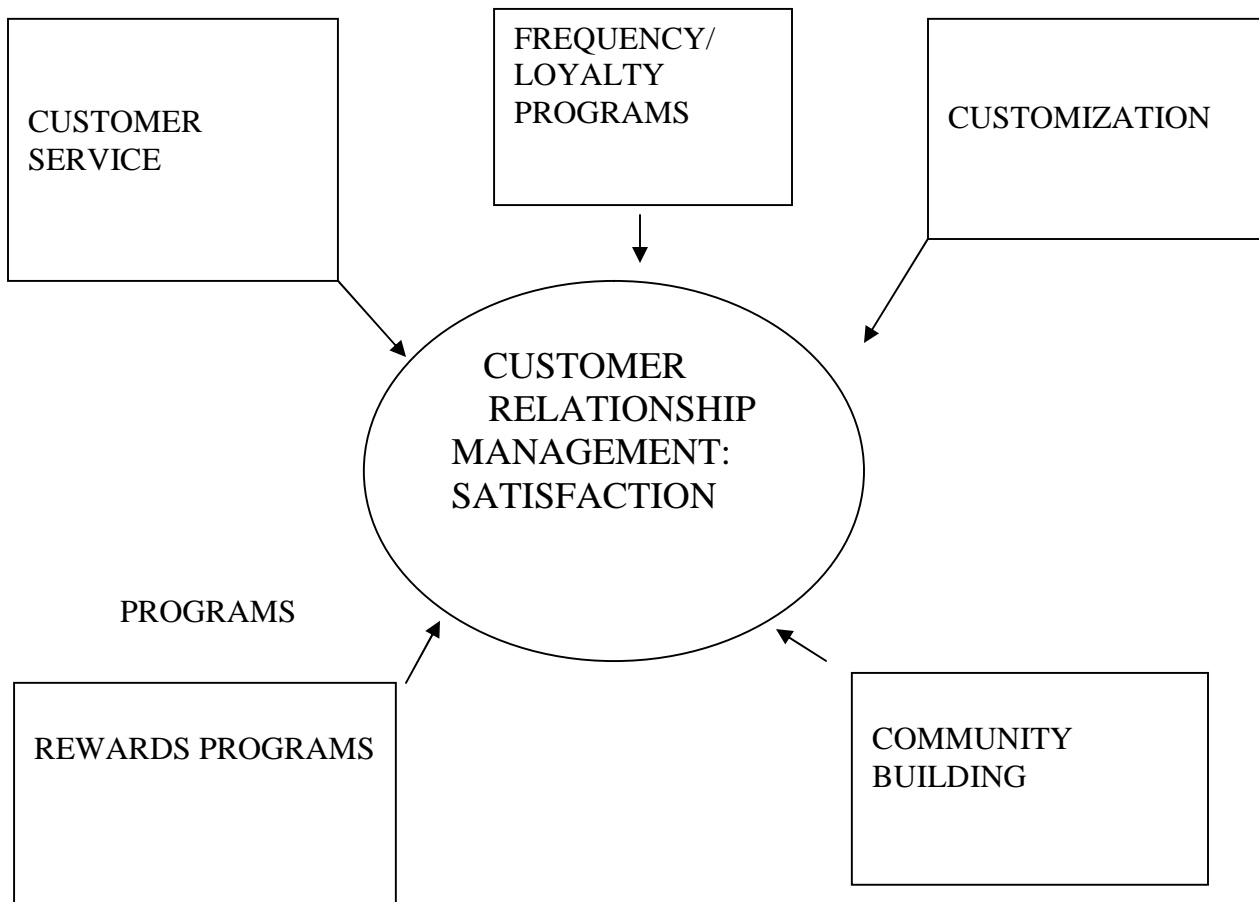 CUSTOMER
SERVICE
FREQUENCY/
LOYALTY
PROGRAMS
CUSTOMIZATION
CUSTOMER
RELATIONSHIP
MANAGEMENT:
SATISFACTION
PROGRAMS
REWARDS PROGRAMS
COMMUNITY
BUILDING